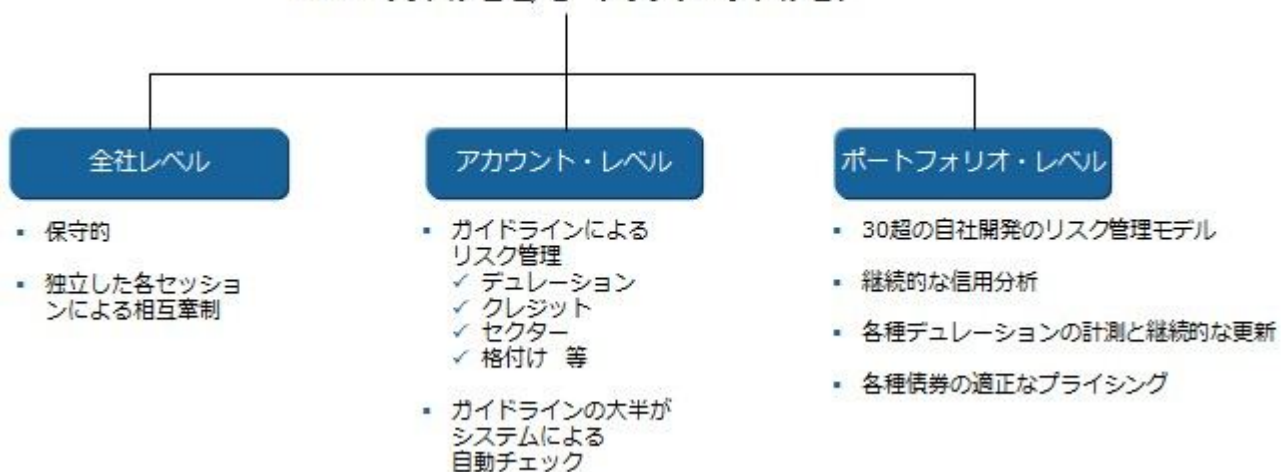 全社レベル
保守的
独立した各セッショ
ンによる相互牽制
アカウント・レベル
ガイドラインによる
リスク管理
✓ デュレーション
✓ クレジット
✓ セクター
✓ 格付け 等
ガイドラインの大半が
システムによる
自動チェック
ポートフォリオ・レベル
30超の自社開発のリスク管理モデル
継続的な信用分析
各種デュレーションの計測と継続的な更新
各種債券の適正なプライシング